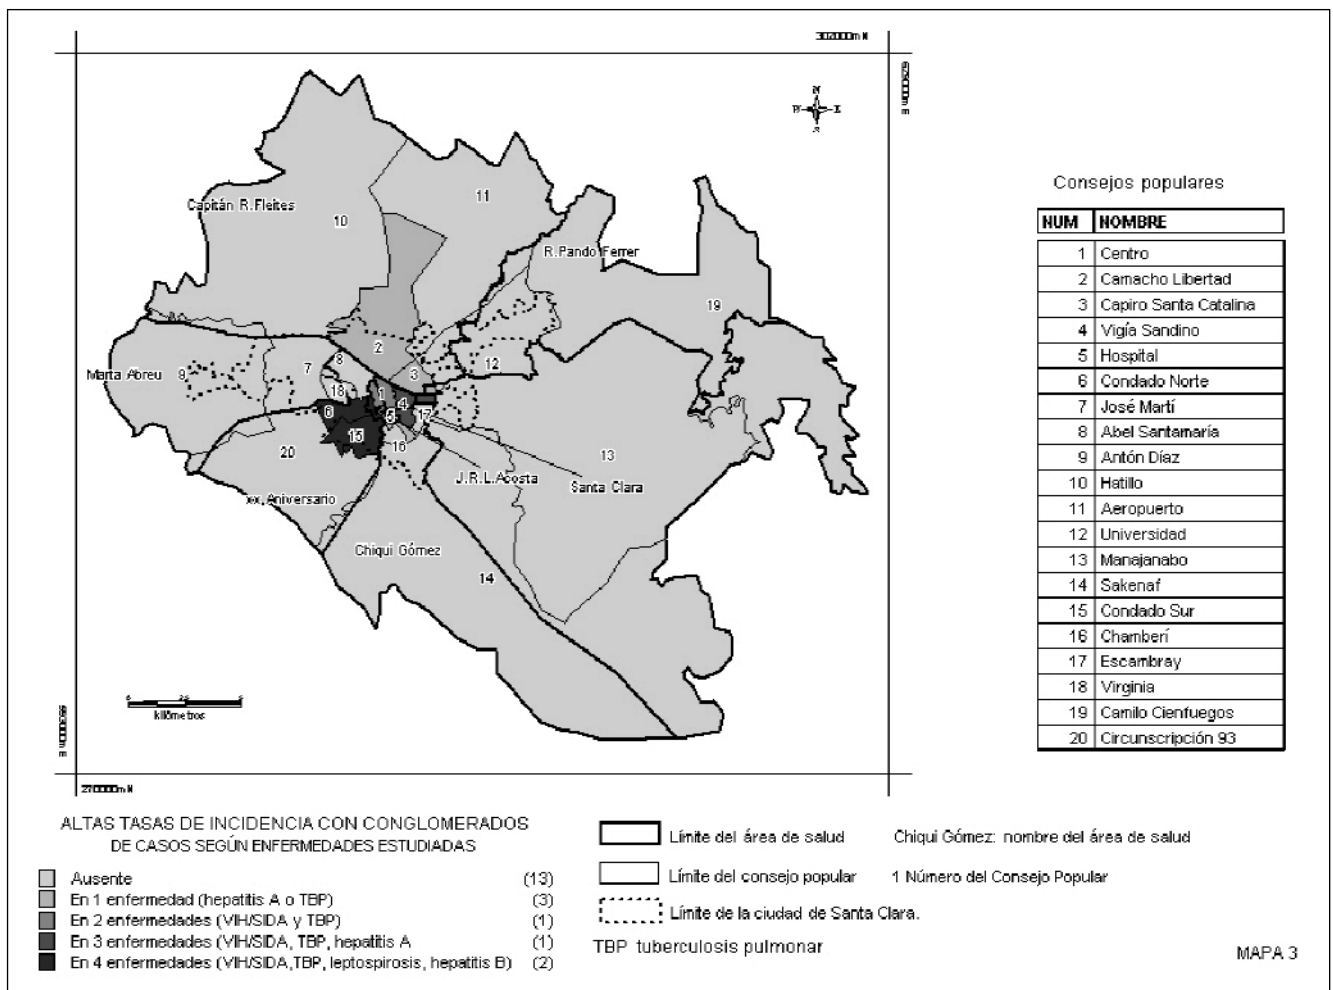 302000m N
629000m E
N
W E
S
Capitán R.Fleites
10
11
R.Pando Ferrer
19
Marta Abreu
9
7
8
2
3
12
18
1
4
6
5
17
15
16
20
13
J.R.L.Acosta
Santa Clara
xx.Aniversario
Chiqui Gómez
14
0 2.5 5
kilómetros
270000m N
Consejos populares
NUM NOMBRE
1 Centro
2 Camacho Libertad
3 Capiro Santa Catalina
4 Vigía Sandino
5 Hospital
6 Condado Norte
7 José Martí
8 Abel Santamaría
9 Antón Díaz
10 Hatillo
11 Aeropuerto
12 Universidad
13 Manajanabo
14 Sakenaf
15 Condado Sur
16 Chamberí
17 Escambray
18 Virginia
19 Camilo Cienfuegos
20 Circunscripción 93
ALTAS TASAS DE INCIDENCIA CON CONGLOMERADOS
DE CASOS SEGÚN ENFERMEDADES ESTUDIADAS
Ausente (13)
En 1 enfermedad (hepatitis A o TBP) (3)
En 2 enfermedades (VIH/SIDA y TBP) (1)
En 3 enfermedades (VIH/SIDA, TBP, hepatitis A (1)
En 4 enfermedades (VIH/SIDA,TBP, leptospirosis, hepatitis B) (2)
Límite del área de salud
Límite del consejo popular
Límite de la ciudad de Santa Clara.
TBP tuberculosis pulmonar
Chiqui Gómez: nombre del área de salud
1 Número del Consejo Popular
MAPA 3